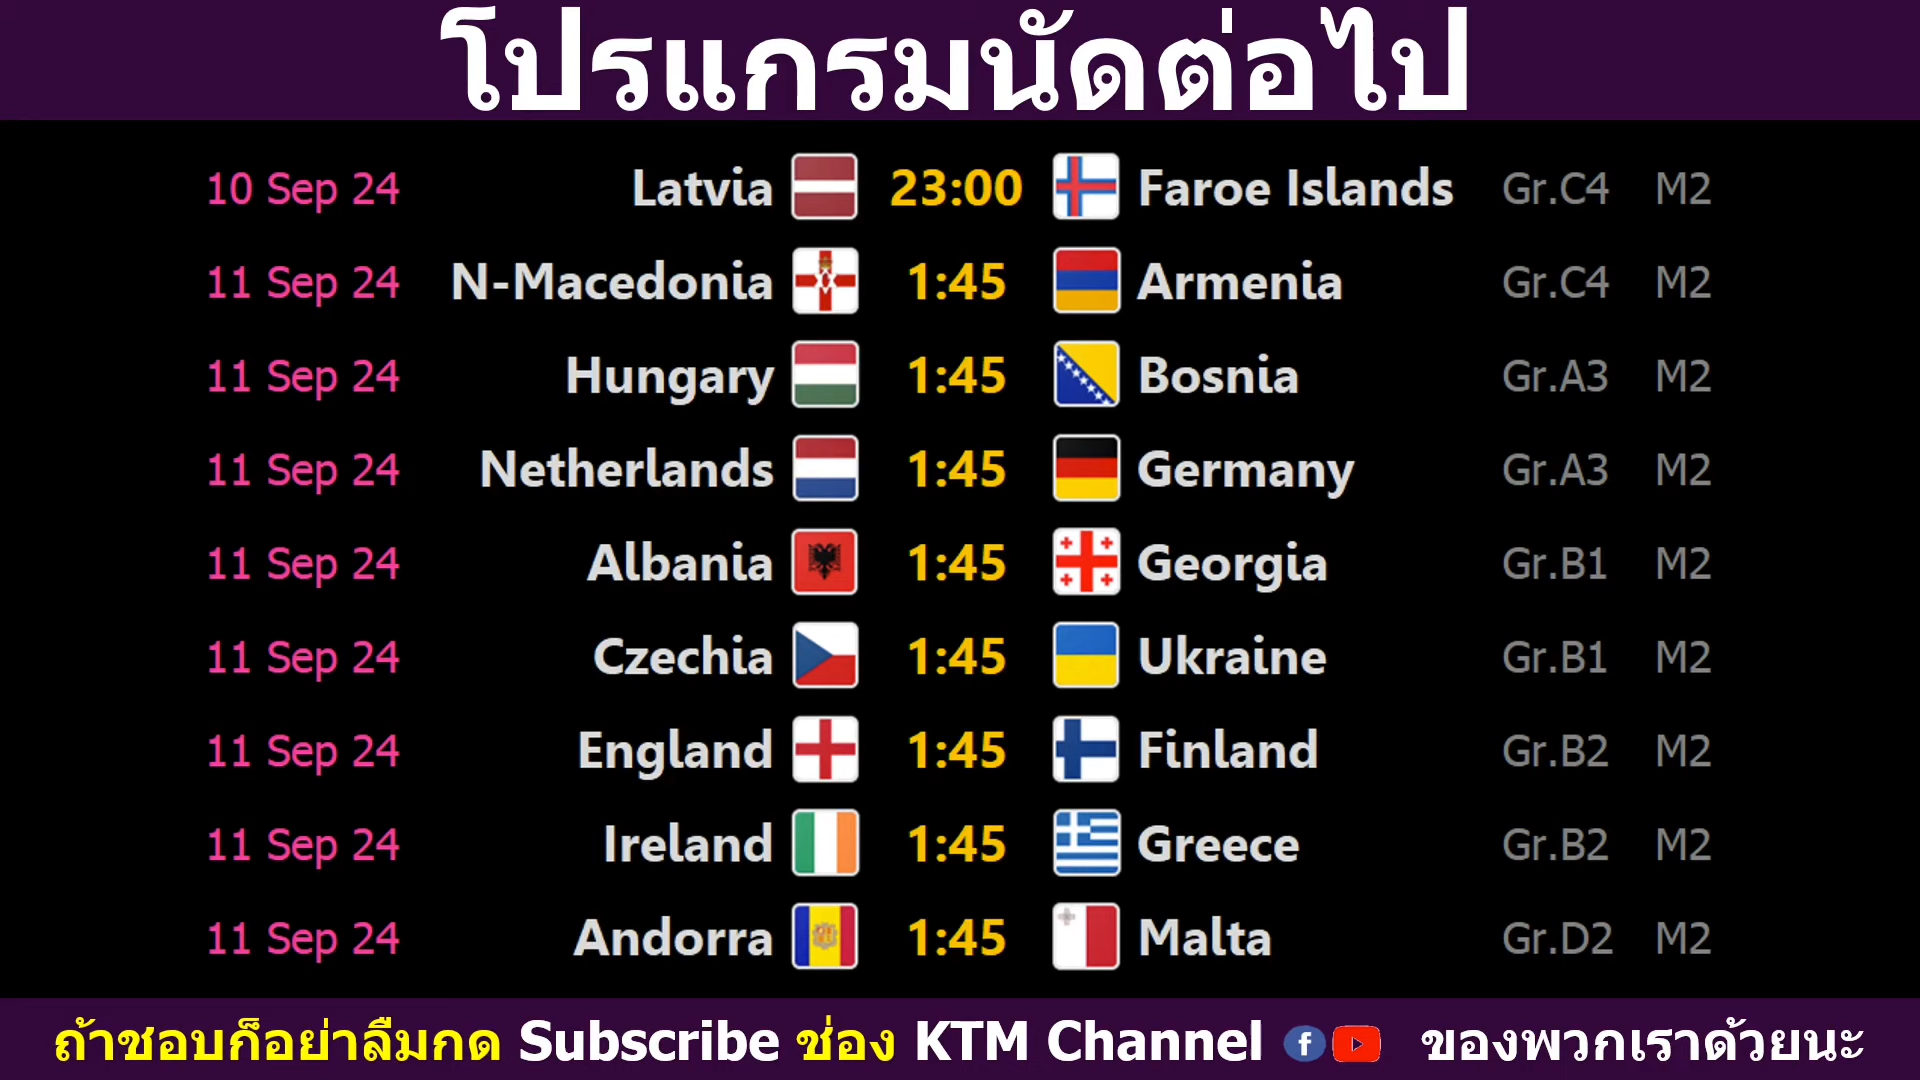 โปรแกรมนัดต่อไป
10 Sep 24 Latvia 23:00 Faroe Islands Gr.C4 M2
11 Sep 24 N-Macedonia 1:45 Armenia Gr.C4 M2
11 Sep 24 Hungary 1:45 Bosnia Gr.A3 M2
11 Sep 24 Netherlands 1:45 Germany Gr.A3 M2
11 Sep 24 Albania 1:45 Georgia Gr.B1 M2
11 Sep 24 Czechia 1:45 Ukraine Gr.B1 M2
11 Sep 24 England 1:45 Finland Gr.B2 M2
11 Sep 24 Ireland 1:45 Greece Gr.B2 M2
11 Sep 24 Andorra 1:45 Malta Gr.D2 M2
ถ้าชอบก็อย่าลืมกด Subscribe ช่อง KTM Channel f ของพวกเราด้วยนะ